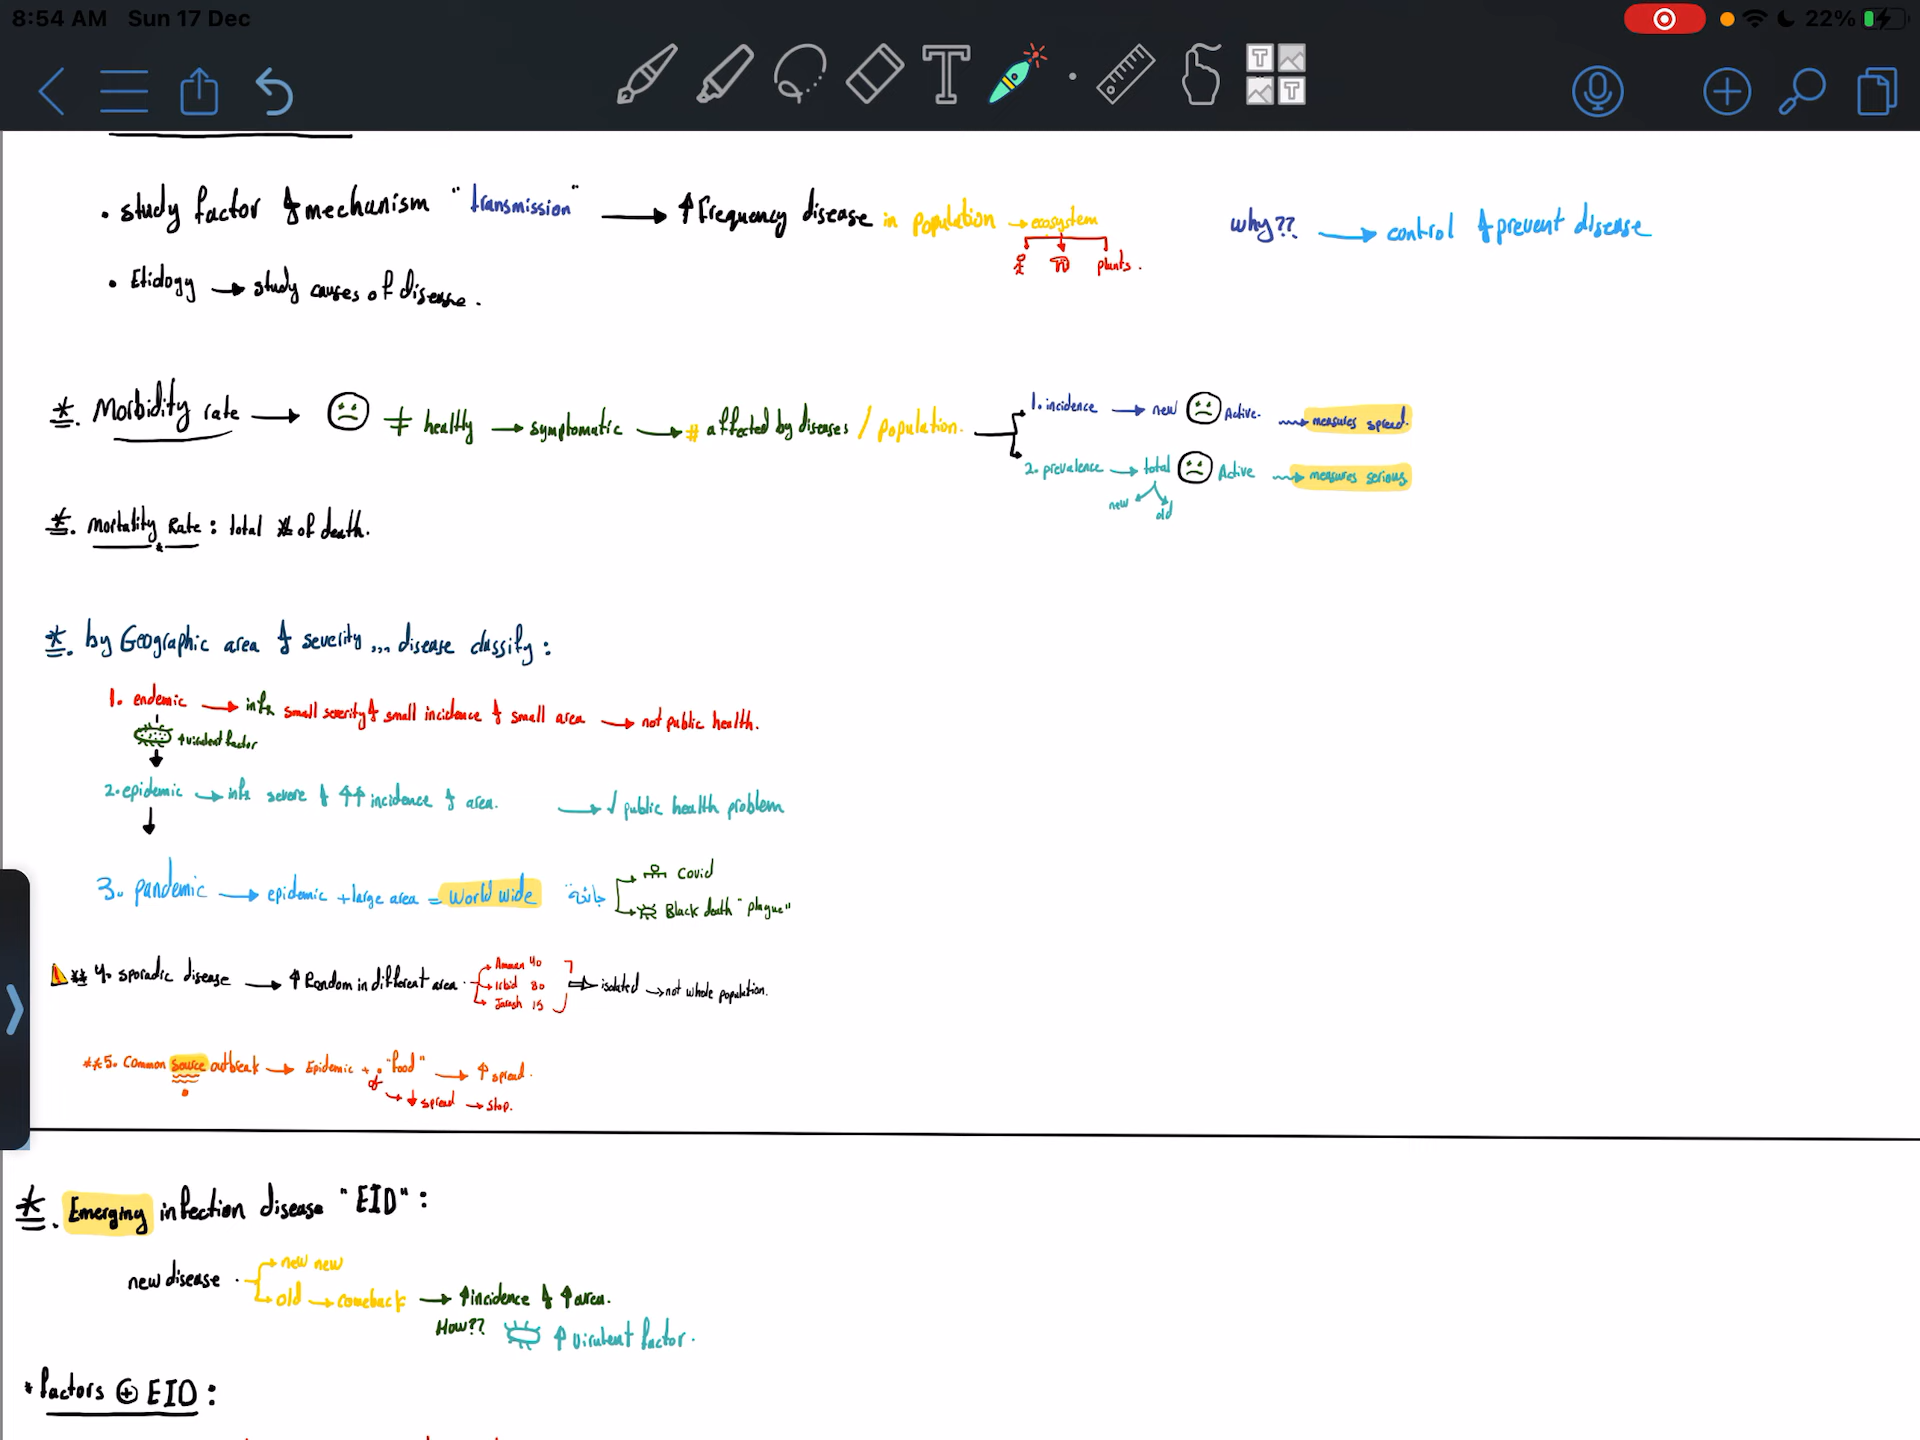 8:54 AM Sun 17 Dec
22%
• study factor & mechanism "transmission" → ↑ Frequency disease in population → ecosystem
plants.
why?? → control & prevent disease
• Etiology → study causes of disease.
*. Morbidity rate → ≠ healthy → symptomatic → # affected by diseases / population.
1. incidence → new Active. → measures spread.
2. prevalence → total Active → measures serious
new old
*. Mortality Rate : total # of death.
*. by Geographic area & severity ... disease classify :
1. endemic → infx small severity & small incidence & small area → not public health.
↑ virulent factor
2. epidemic → infx severe & ↑↑ incidence & area. → √ public health problem
3. pandemic → epidemic + large area = World wide
Covid
Black death "plague"
** 4. sporadic disease → ↑ Random in different area
Amman 40
Irbid 80
Jarash 15
⇒ isolated → not whole population.
**5. Common source outbreak → Epidemic + "food" → ↑ spread.
↓ spread → stop.
*. Emerging infection disease "EID" :
new disease
new new
old → comeback → ↑ incidence & ↑ area.
How?? ↑ virulent factor.
* factors ⊕ EID :